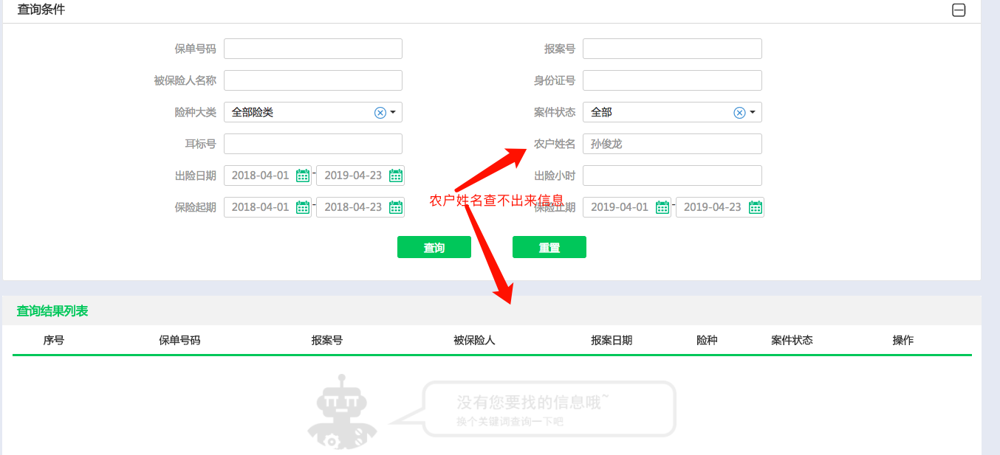 查询条件
保单号码
报案号
被保险人名称
身份证号
险种大类 全部险类
案件状态 全部
耳标号
农户姓名 孙俊龙
出险日期 2018-04-01 - 2019-04-23
出险小时
保险起期 2018-04-01 2018-04-23
农户姓名查不出来信息
保险止期 2019-04-01 - 2019-04-23
查询 重置
查询结果列表
序号 保单号码 报案号 被保险人 报案日期 险种 案件状态 操作
没有您要找的信息哦~
换个关键词查询一下吧